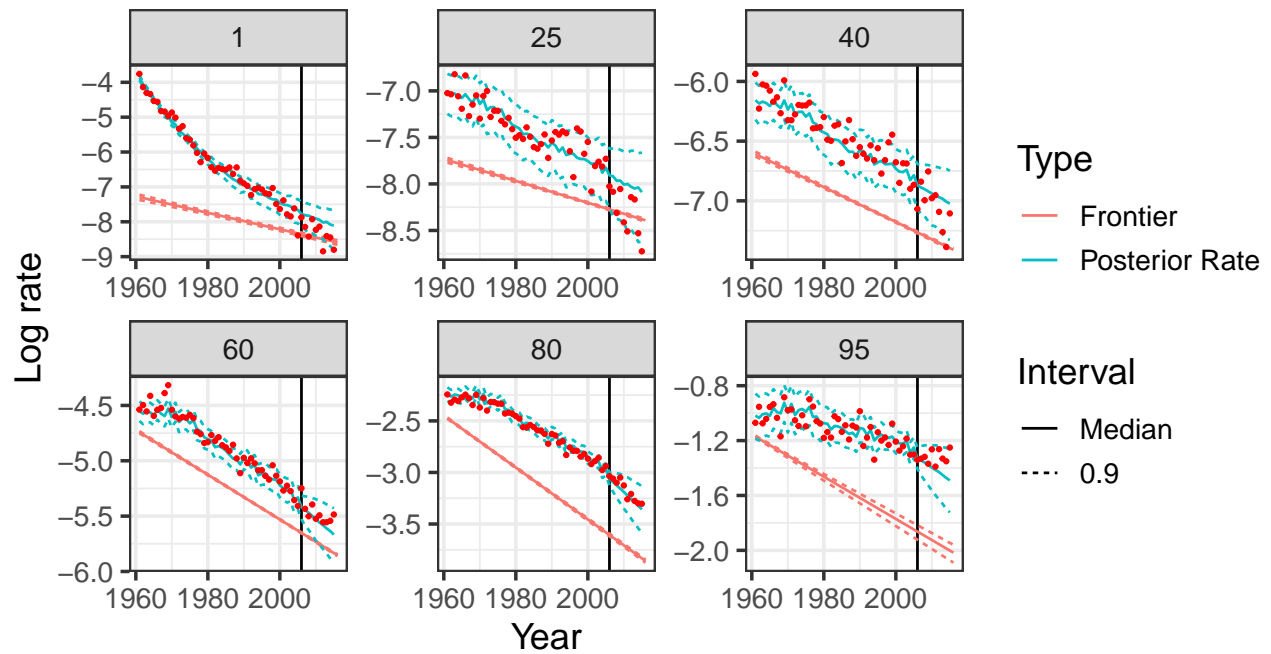 1
25
40
−4
−5
−6
−7
−8
−9
−7.0
−7.5
−8.0
−8.5
−6.0
−6.5
−7.0
1960 1980 2000
1960 1980 2000
1960 1980 2000
60
80
95
−4.5
−5.0
−5.5
−6.0
−2.5
−3.0
−3.5
−0.8
−1.2
−1.6
−2.0
1960 1980 2000
1960 1980 2000
1960 1980 2000
Log rate
Year
Type
Frontier
Posterior Rate
Interval
Median
0.9